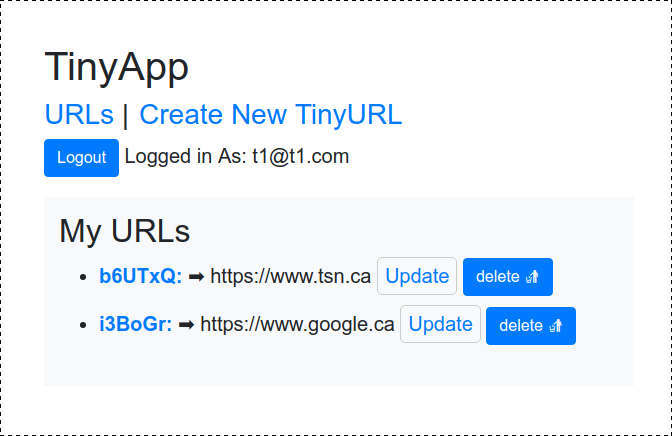 TinyApp
URLs | Create New TinyURL
Logout Logged in As: t1@t1.com
My URLs
• b6UTxQ: ➡ https://www.tsn.ca Update delete 🚮
• i3BoGr: ➡ https://www.google.ca Update delete 🚮